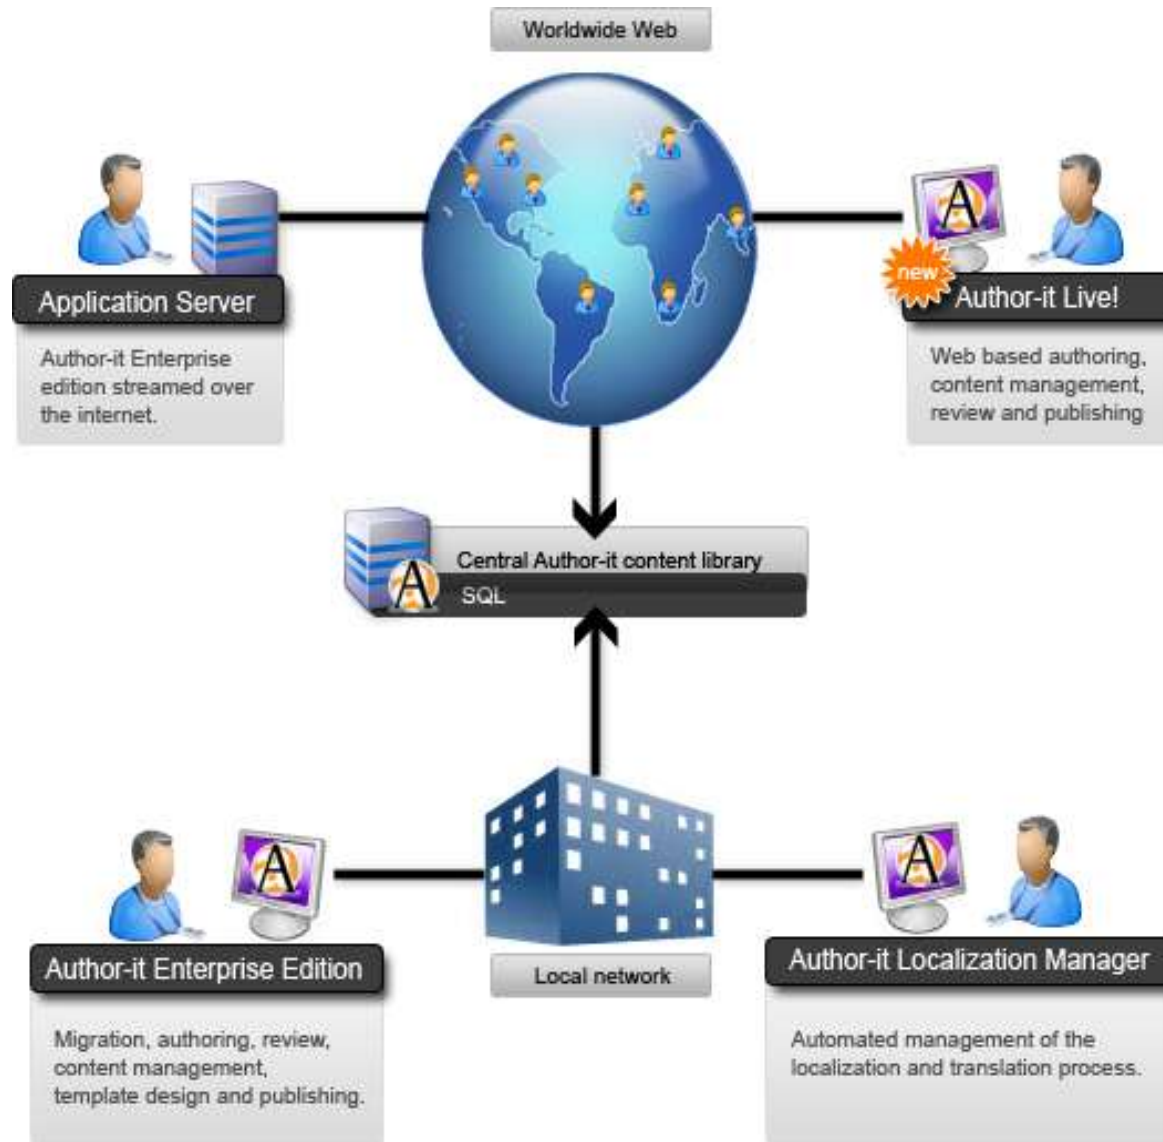 Worldwide Web
Application Server
Author-it Enterprise
edition streamed over
the internet.
new
Author-it Live!
Web based authoring,
content management,
review and publishing
Central Author-it content library
SQL
A
Author-it Enterprise Edition
Migration, authoring, review,
content management,
template design and publishing.
Local network
Author-it Localization Manager
Automated management of the
localization and translation process.